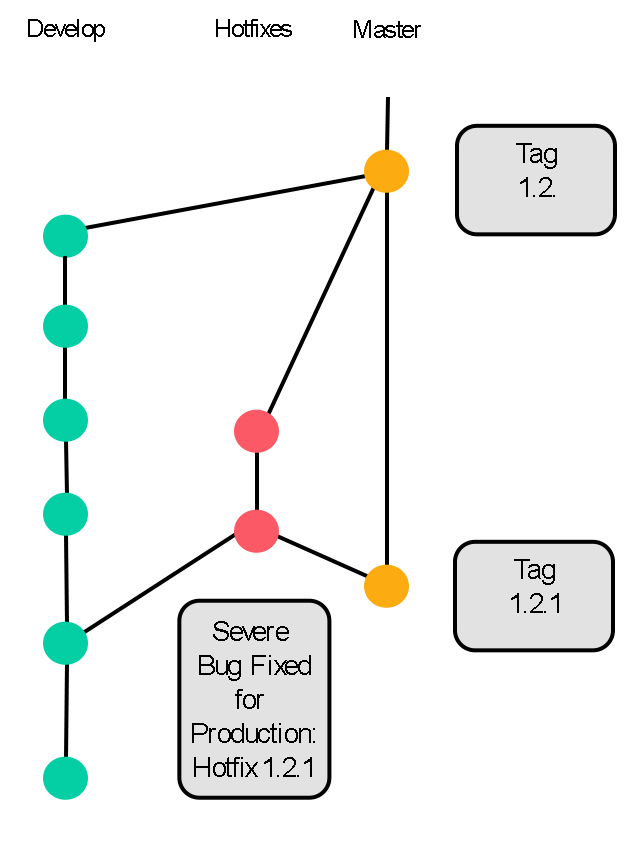 Develop
Hotfixes
Master
Tag
1.2.
Severe
Bug Fixed
for
Production:
Hotfix 1.2.1
Tag
1.2.1